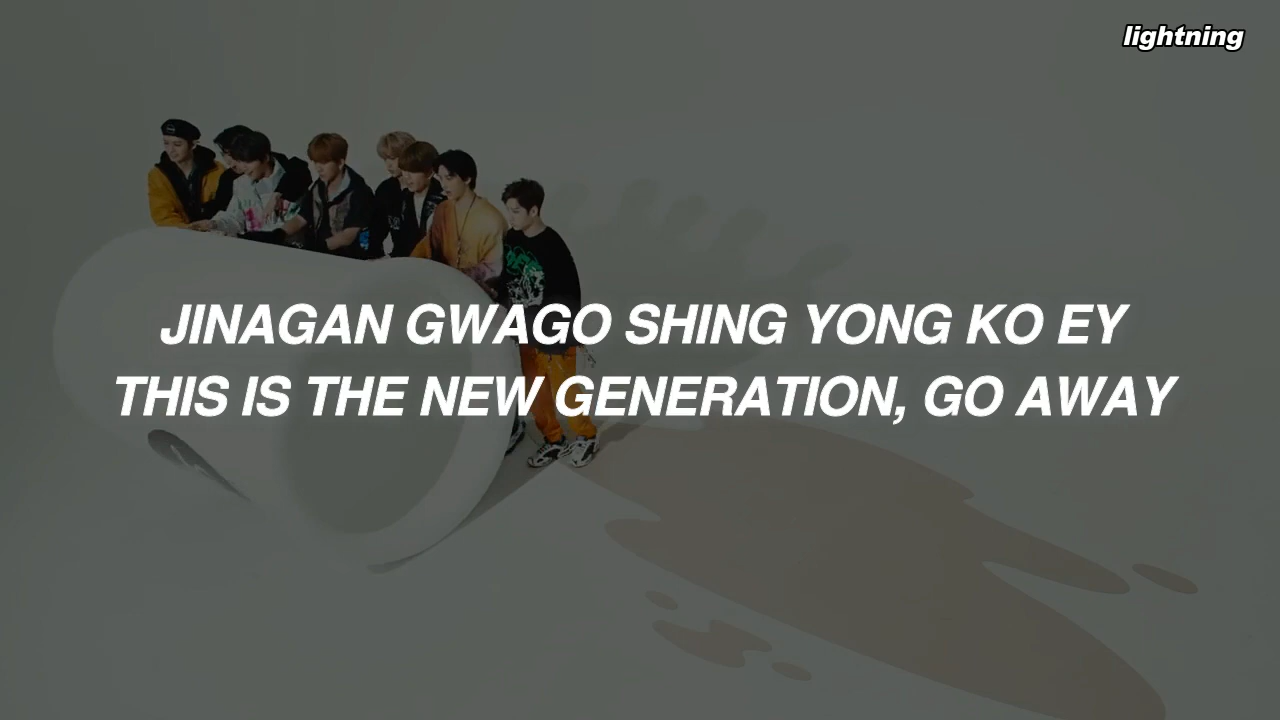 lightning
JINAGAN GWAGO SHING YONG KO EY
THIS IS THE NEW GENERATION, GO AWAY